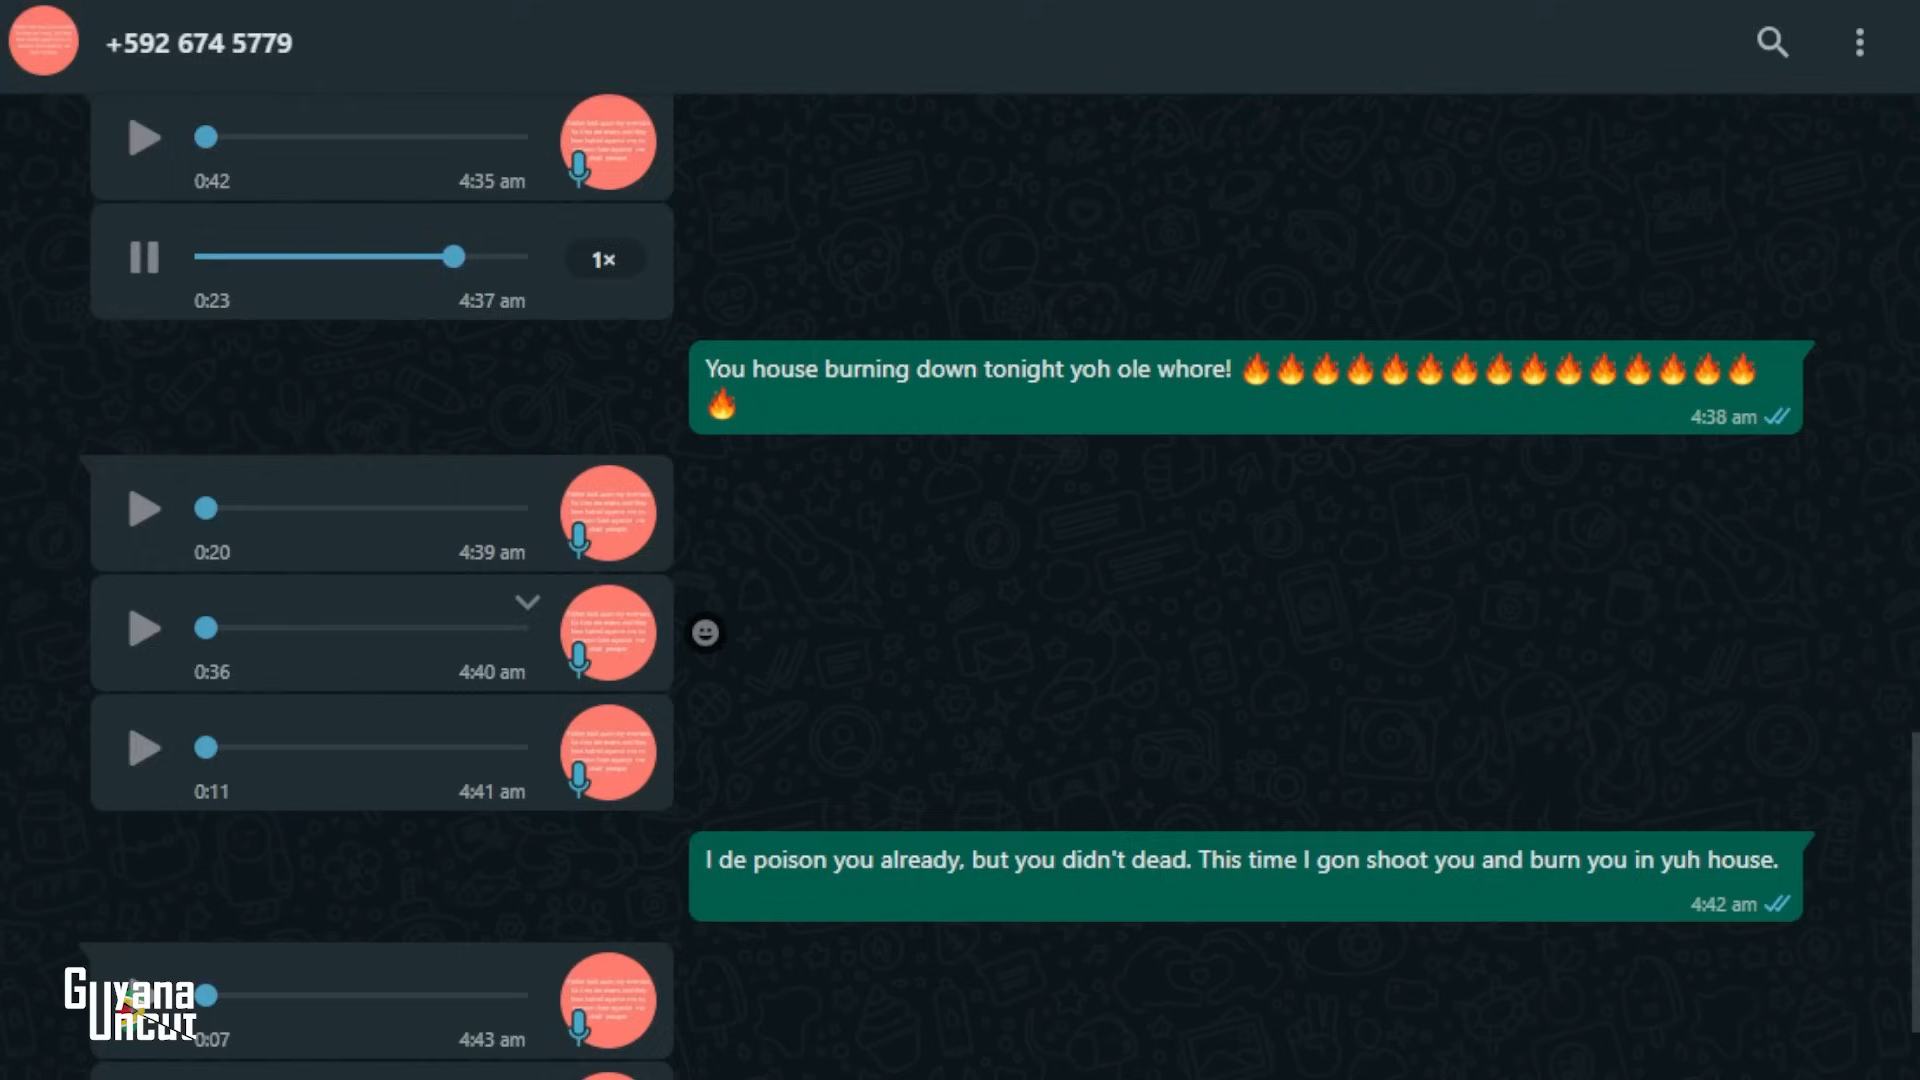 +592 674 5779
0:42 4:35 am
1×
0:23 4:37 am
You house burning down tonight yoh ole whore! 🔥🔥🔥🔥🔥🔥🔥🔥🔥🔥🔥🔥🔥🔥🔥
🔥
4:38 am
0:20 4:39 am
0:36 4:40 am
0:11 4:41 am
I de poison you already, but you didn't dead. This time I gon shoot you and burn you in yuh house.
4:42 am
Guyana
Uncut
0:07 4:43 am